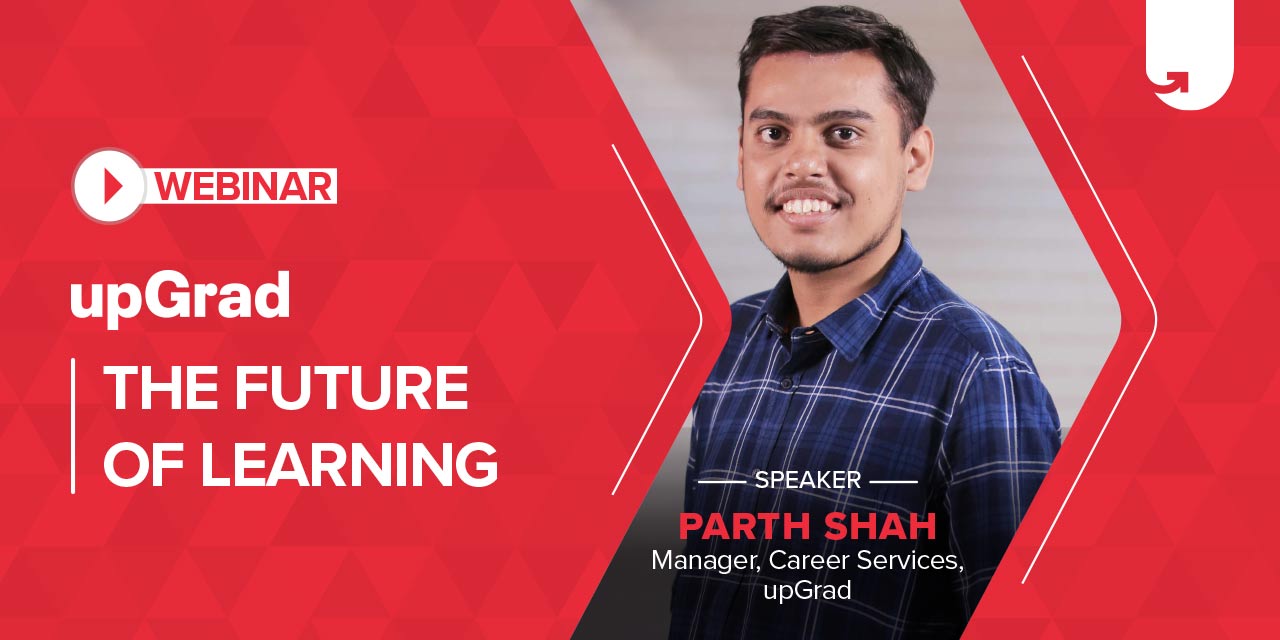 WEBINAR
upGrad
THE FUTURE
OF LEARNING
SPEAKER
PARTH SHAH
Manager, Career Services,
upGrad